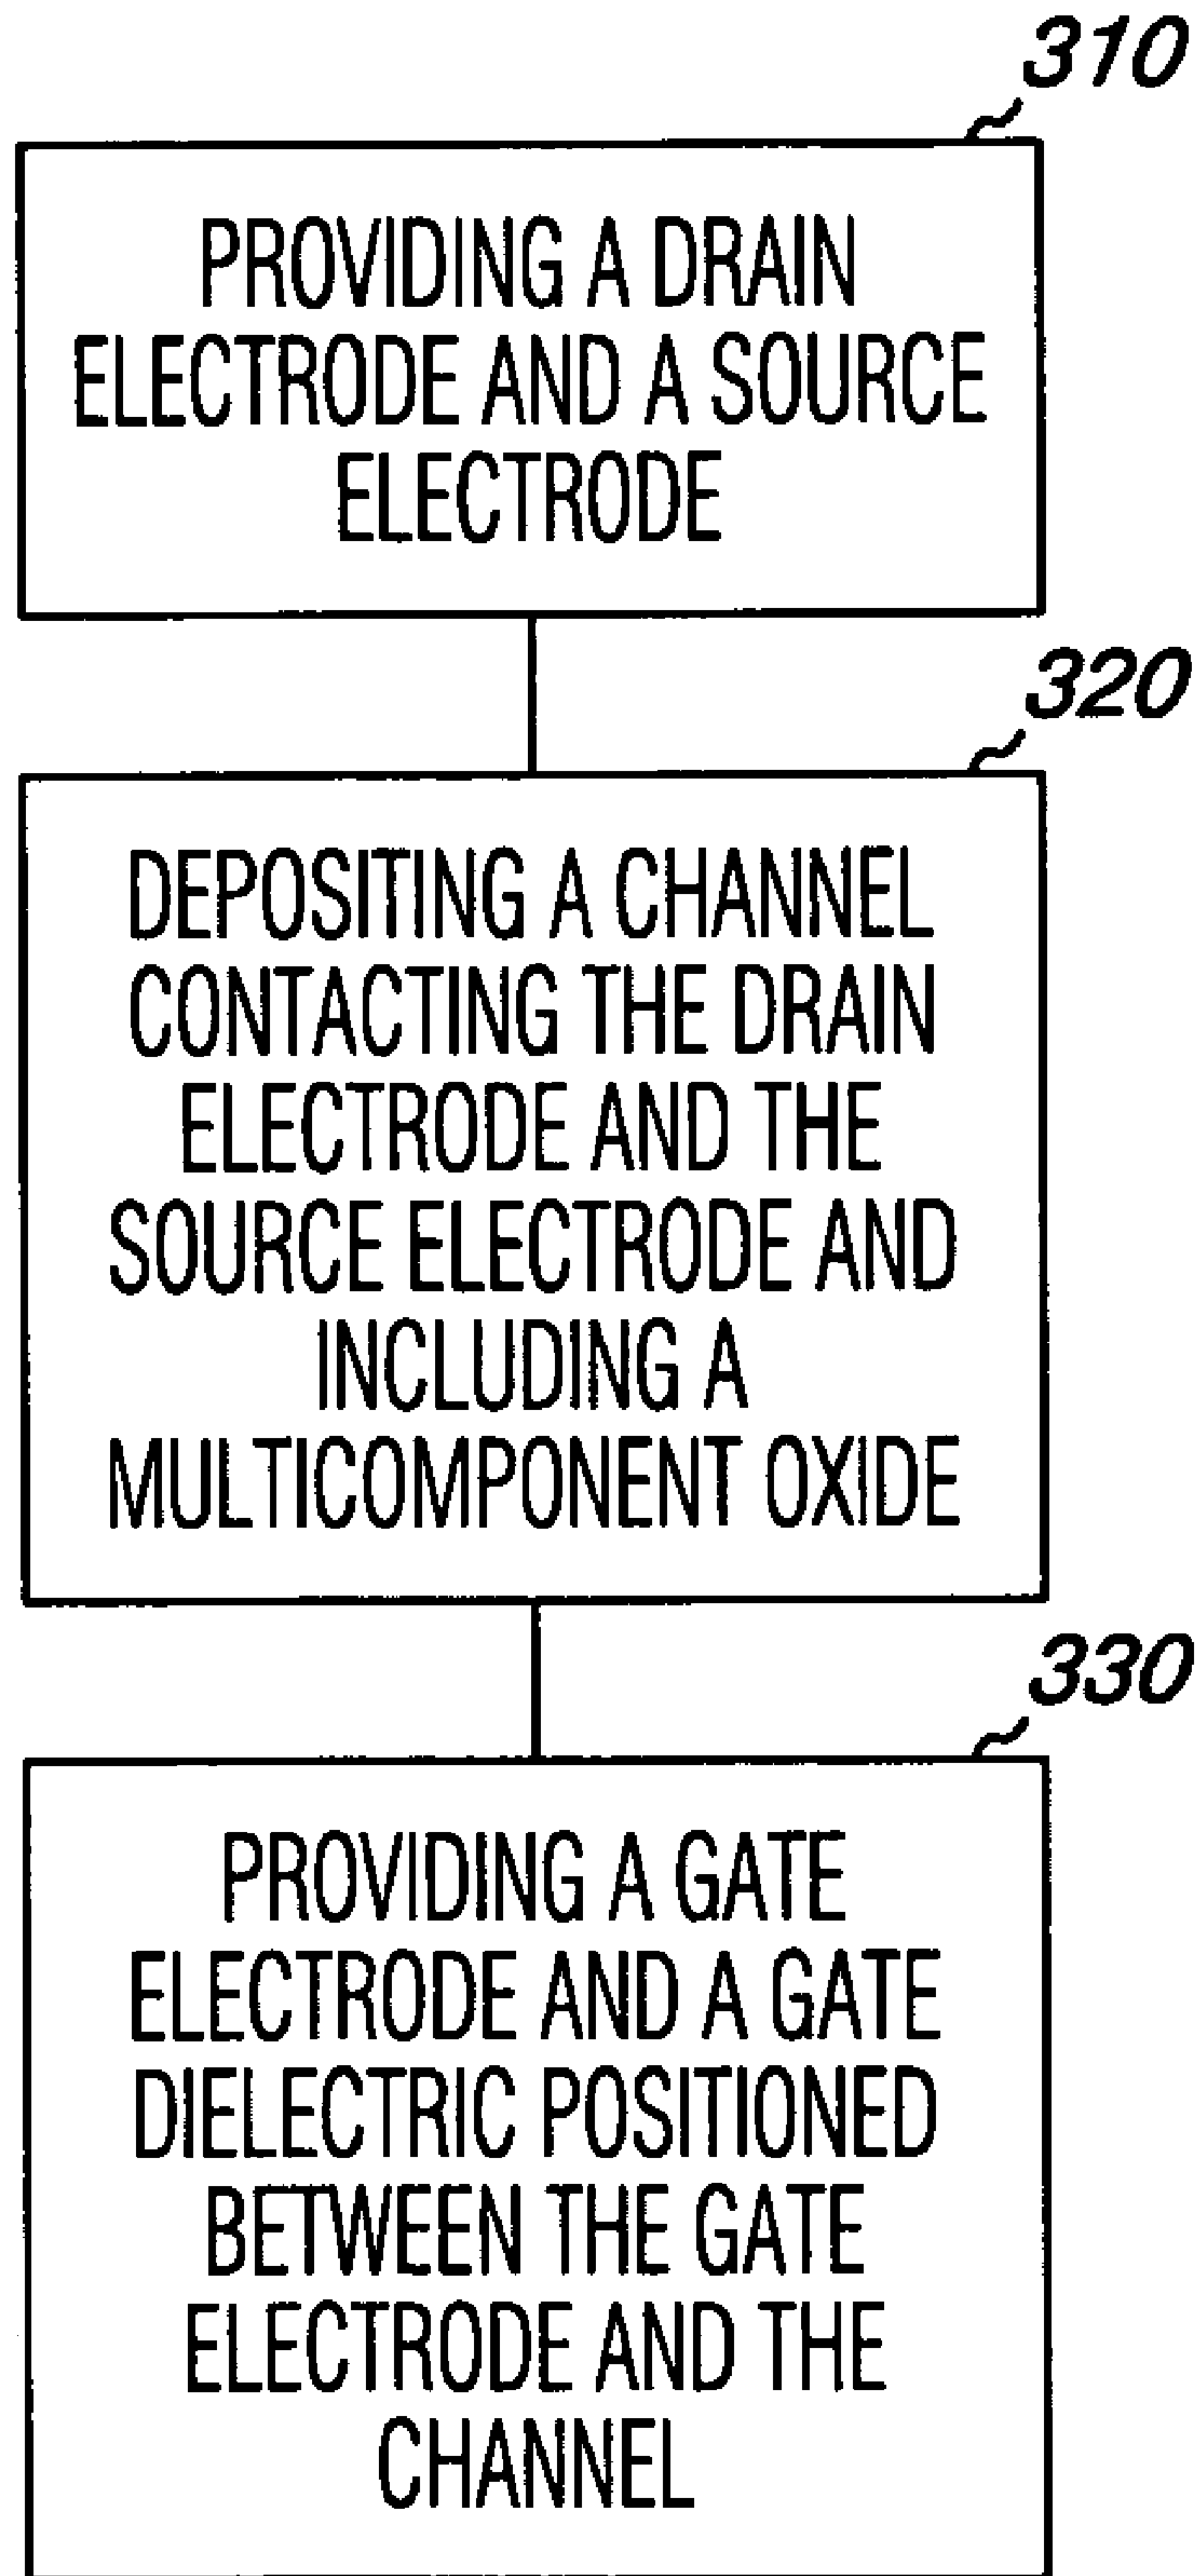 310
PROVIDING A DRAIN
ELECTRODE AND A SOURCE
ELECTRODE
320
DEPOSITING A CHANNEL
CONTACTING THE DRAIN
ELECTRODE AND THE
SOURCE ELECTRODE AND
INCLUDING A
MULTICOMPONENT OXIDE
330
PROVIDING A GATE
ELECTRODE AND A GATE
DIELECTRIC POSITIONED
BETWEEN THE GATE
ELECTRODE AND THE
CHANNEL